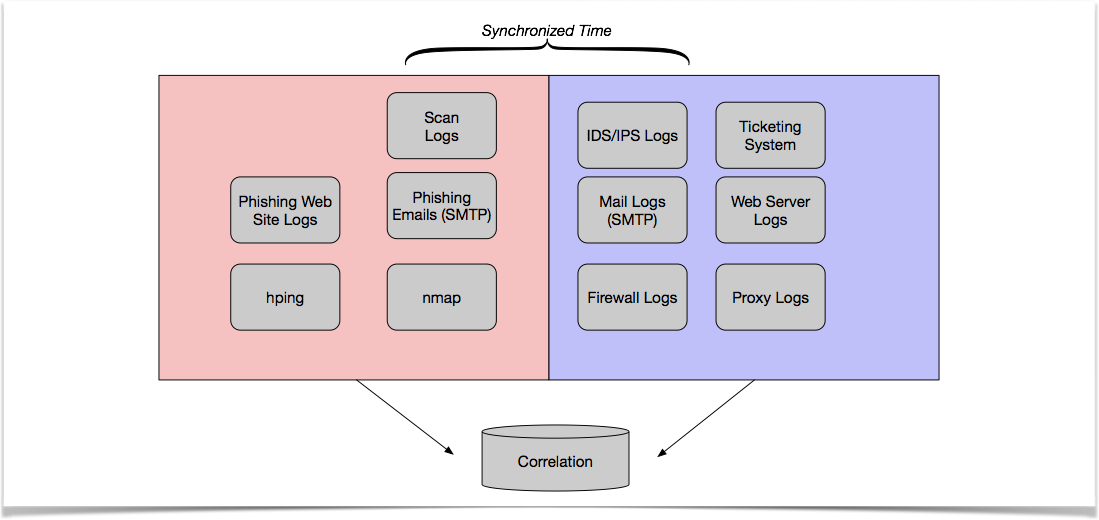 Synchronized Time
Scan
Logs
Phishing Web
Site Logs
Phishing
Emails (SMTP)
hping
nmap
IDS/IPS Logs
Ticketing
System
Mail Logs
(SMTP)
Web Server
Logs
Firewall Logs
Proxy Logs
Correlation